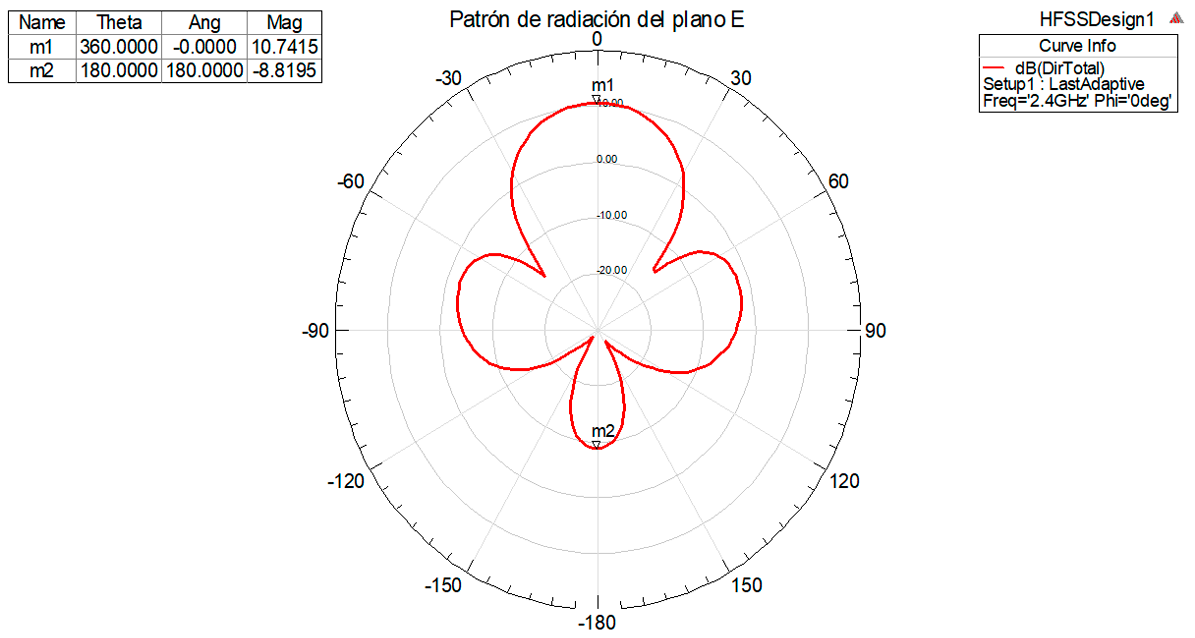 Patrón de radiación del plano E
HFSSDesign1
Name Theta Ang Mag
m1 360.0000 -0.0000 10.7415
m2 180.0000 180.0000 -8.8195
Curve Info
dB(DirTotal)
Setup1 : LastAdaptive
Freq='2.4GHz' Phi='0deg'
0
-30
30
m1
10.00
0.00
-60
60
-10.00
-20.00
-90
90
m2
-120
120
-150
150
-180